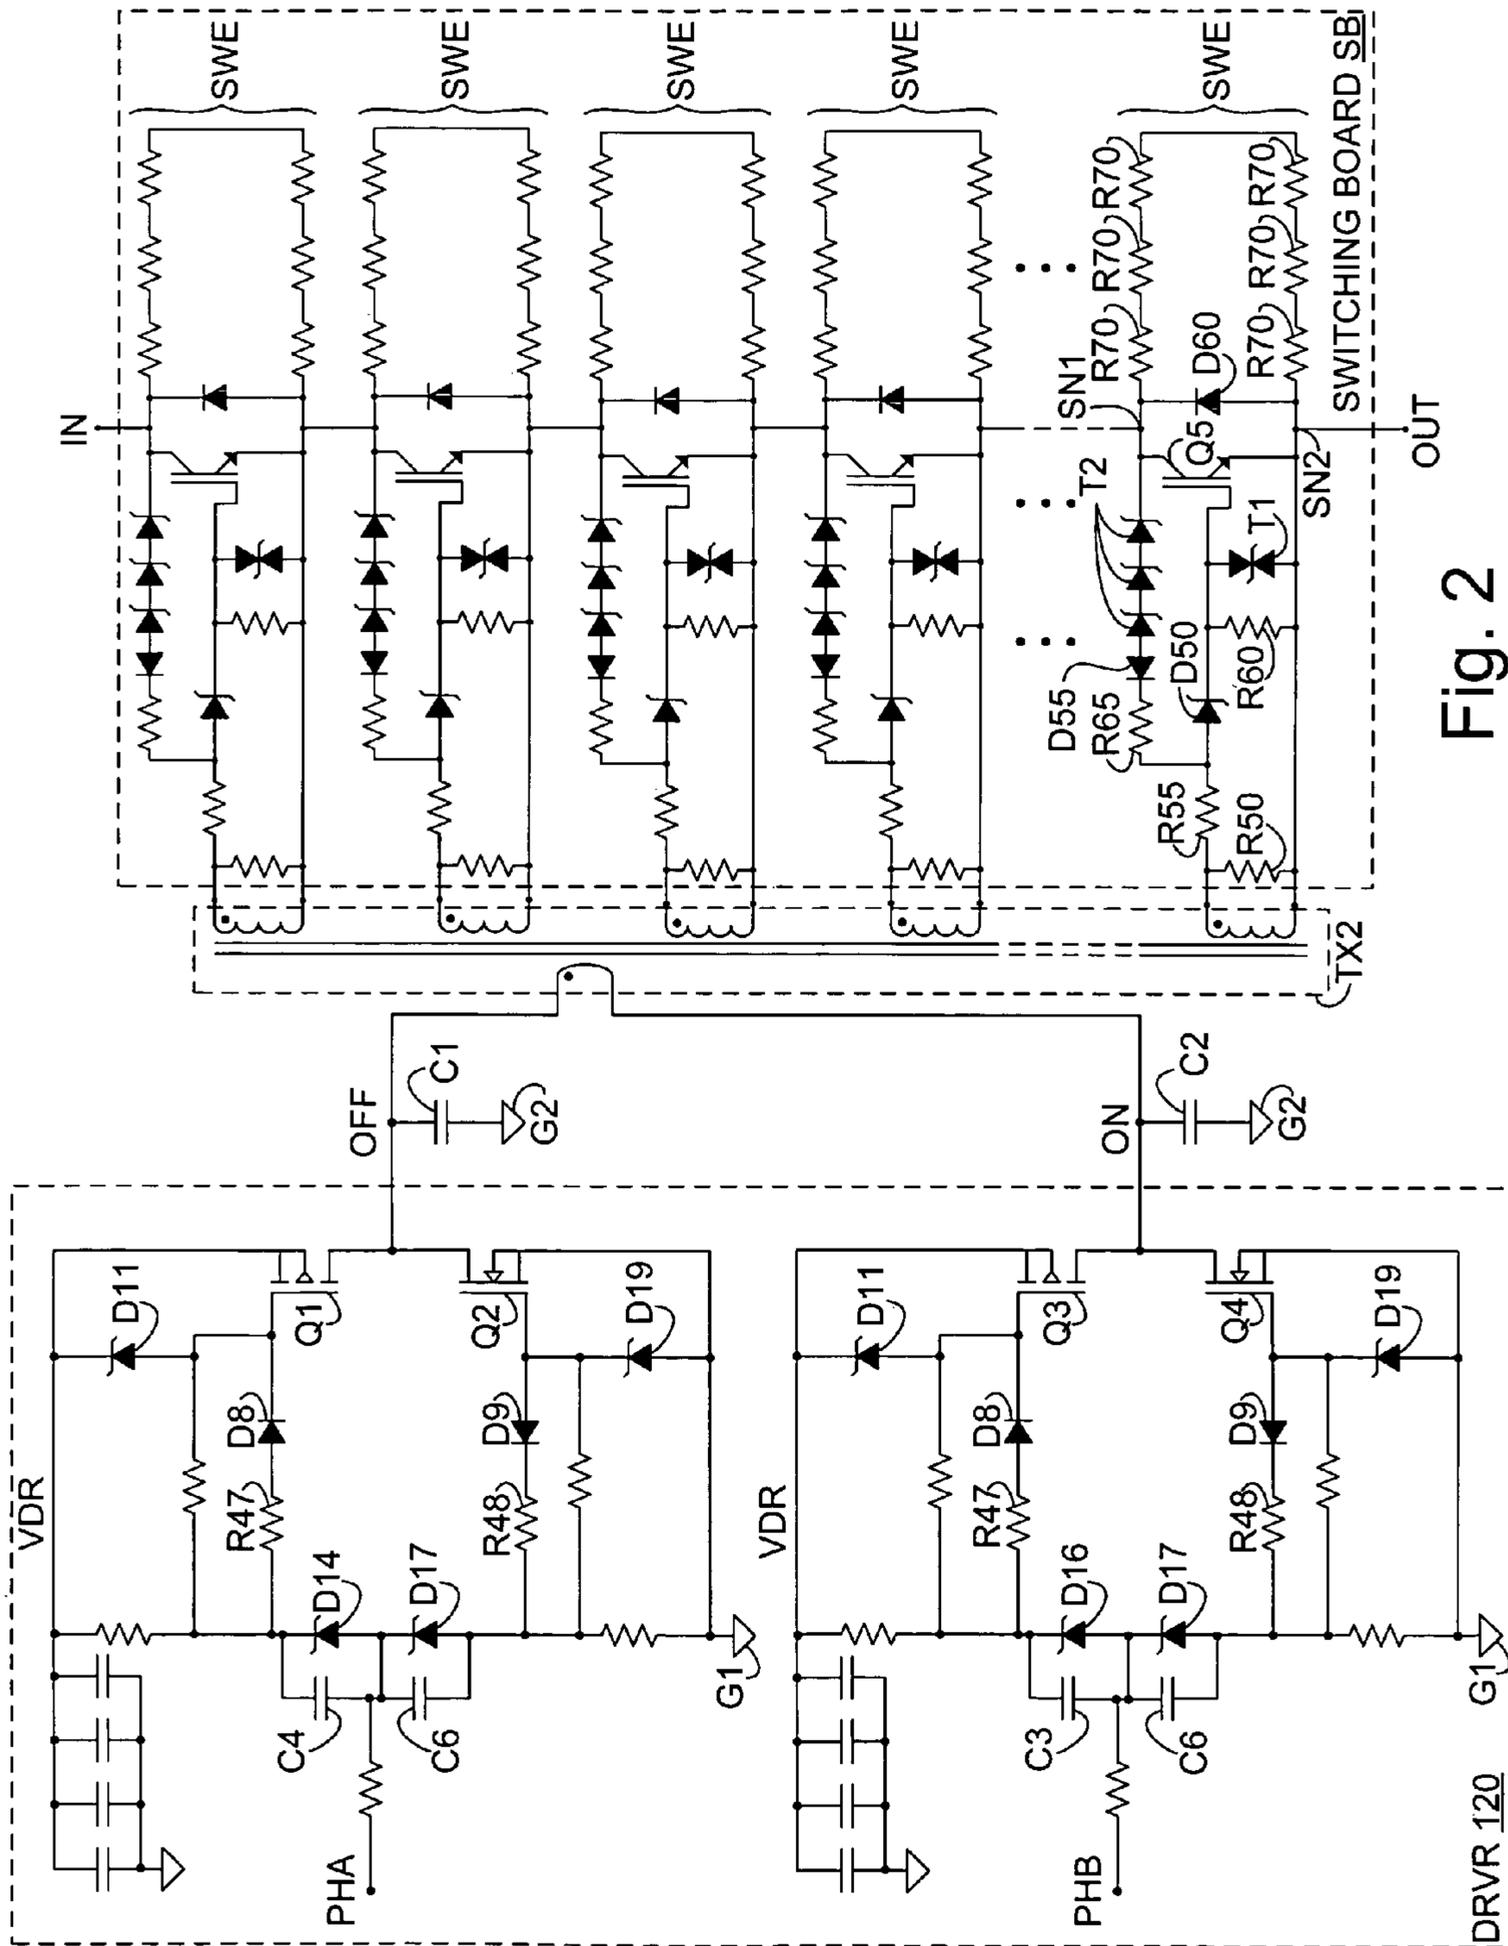 VDR
D11
D8
R47
Q1
D14
C4
D17
C6
PHA
D9
R48
Q2
D19
G1
VDR
D11
D8
R47
Q3
D16
C3
D17
C6
PHB
D9
R48
Q4
D19
G1
DRVR 120
OFF
C1
G2
ON
C2
G2
TX2
IN
SWE
SWE
SWE
SWE
SWE
SN1
T2
D55
R65
D50
R55
R50
R60
T1
Q5
D60
R70
R70
R70
R70
R70
R70
SN2
OUT
SWITCHING BOARD SB
Fig. 2